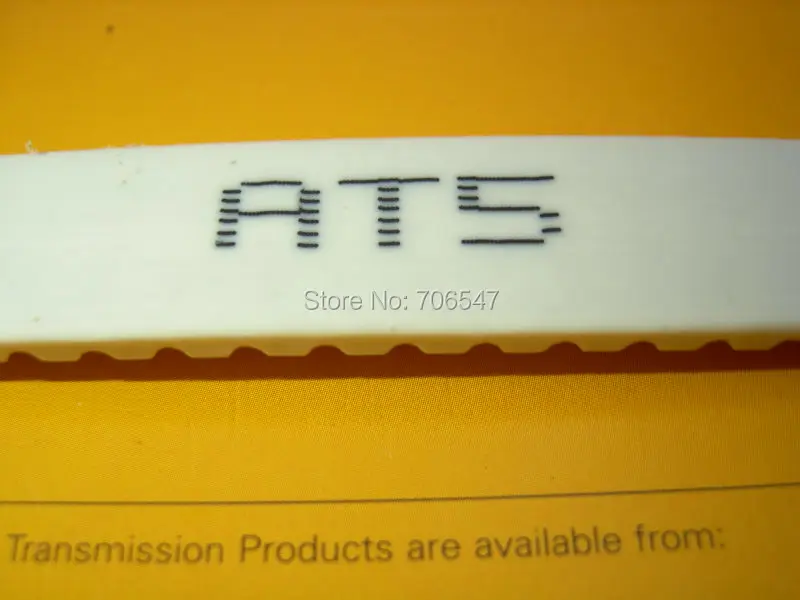 AT5
Store No: 706547
Transmission Products are available from: